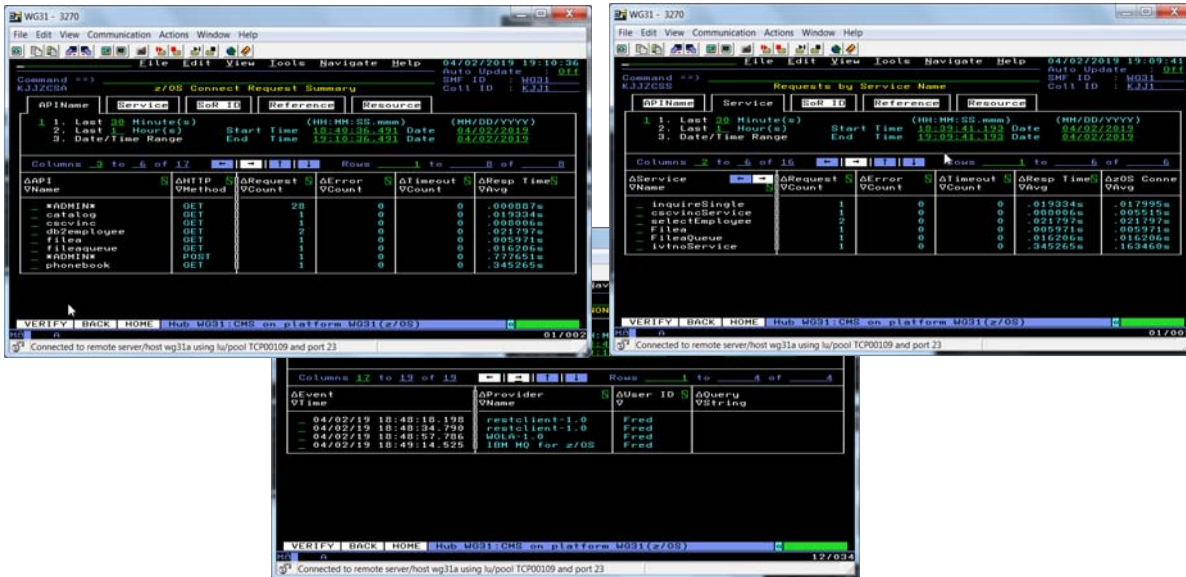 WG31 - 3270
File Edit View Communication Actions Window Help
File Edit View Tools Navigate Help 04/02/2019 19:10:36
Auto Update : Off
Command ==>
SMF ID : WG31
KJJZCSA z/OS Connect Request Summary Coll ID : KJJ1
APIName Service SoR ID Reference Resource
1 1. Last 30 Minute(s) (HH:MM:SS.mmm) (MM/DD/YYYY)
2. Last 1 Hour(s) Start Time 18:40:36.491 Date 04/02/2019
3. Date/Time Range End Time 19:10:36.491 Date 04/02/2019
Columns 3 to 6 of 17 ← → ↑ ↓ Rows 1 to 8 of 8
ΔAPI S ΔHTTP S ΔRequest S ΔError S ΔTimeout S ΔResp Time S
∇Name ∇Method ∇Count ∇Count ∇Count ∇Avg
_ *ADMIN* GET 28 0 0 .000887s
_ catalog GET 1 0 0 .019334s
_ cscvinc GET 1 0 0 .008006s
_ db2employee GET 2 0 0 .021797s
_ filea GET 1 0 0 .005971s
_ fileaqueue GET 1 0 0 .016206s
_ *ADMIN* POST 1 0 0 .777651s
_ phonebook GET 1 0 0 .345265s
VERIFY BACK HOME Hub WG31:CMS on platform WG31(z/OS)
MA A 01/002
Connected to remote server/host wg31a using lu/pool TCP00109 and port 23
WG31 - 3270
File Edit View Communication Actions Window Help
File Edit View Tools Navigate Help 04/02/2019 19:09:41
Auto Update : Off
Command ==>
SMF ID : WG31
KJJZCSS Requests by Service Name Coll ID : KJJ1
APIName Service SoR ID Reference Resource
1 1. Last 30 Minute(s) (HH:MM:SS.mmm) (MM/DD/YYYY)
2. Last 1 Hour(s) Start Time 18:39:41.193 Date 04/02/2019
3. Date/Time Range End Time 19:09:41.193 Date 04/02/2019
Columns 2 to 6 of 16 ← → ↑ ↓ Rows 1 to 6 of 6
ΔService ← → ΔRequest S ΔError S ΔTimeout S ΔResp Time S ΔzOS Conne
∇Name ∇Count ∇Count ∇Count ∇Avg ∇Avg
_ inquireSingle 1 0 0 .019334s .017995s
_ cscvincService 1 0 0 .008006s .005515s
_ selectEmployee 2 0 0 .021797s .021797s
_ Filea 1 0 0 .005971s .005971s
_ FileaQueue 1 0 0 .016206s .016206s
_ ivtnoService 1 0 0 .345265s .163460s
VERIFY BACK HOME Hub WG31:CMS on platform WG31(z/OS)
MA A
Connected to remote server/host wg31a using lu/pool TCP00109 and port 23
Columns 17 to 19 of 19 ← → ↑ ↓ Rows 1 to 4 of 4
ΔEvent ΔProvider S ΔUser ID S ΔQuery
∇Time ∇Name ∇ ∇String
_ 04/02/19 18:48:18.198 restclient-1.0 Fred
_ 04/02/19 18:48:34.790 restclient-1.0 Fred
_ 04/02/19 18:48:57.786 WOLA-1.0 Fred
_ 04/02/19 18:49:14.525 IBM MQ for z/OS Fred
VERIFY BACK HOME Hub WG31:CMS on platform WG31(z/OS)
MA A 12/034
Connected to remote server/host wg31a using lu/pool TCP00109 and port 23